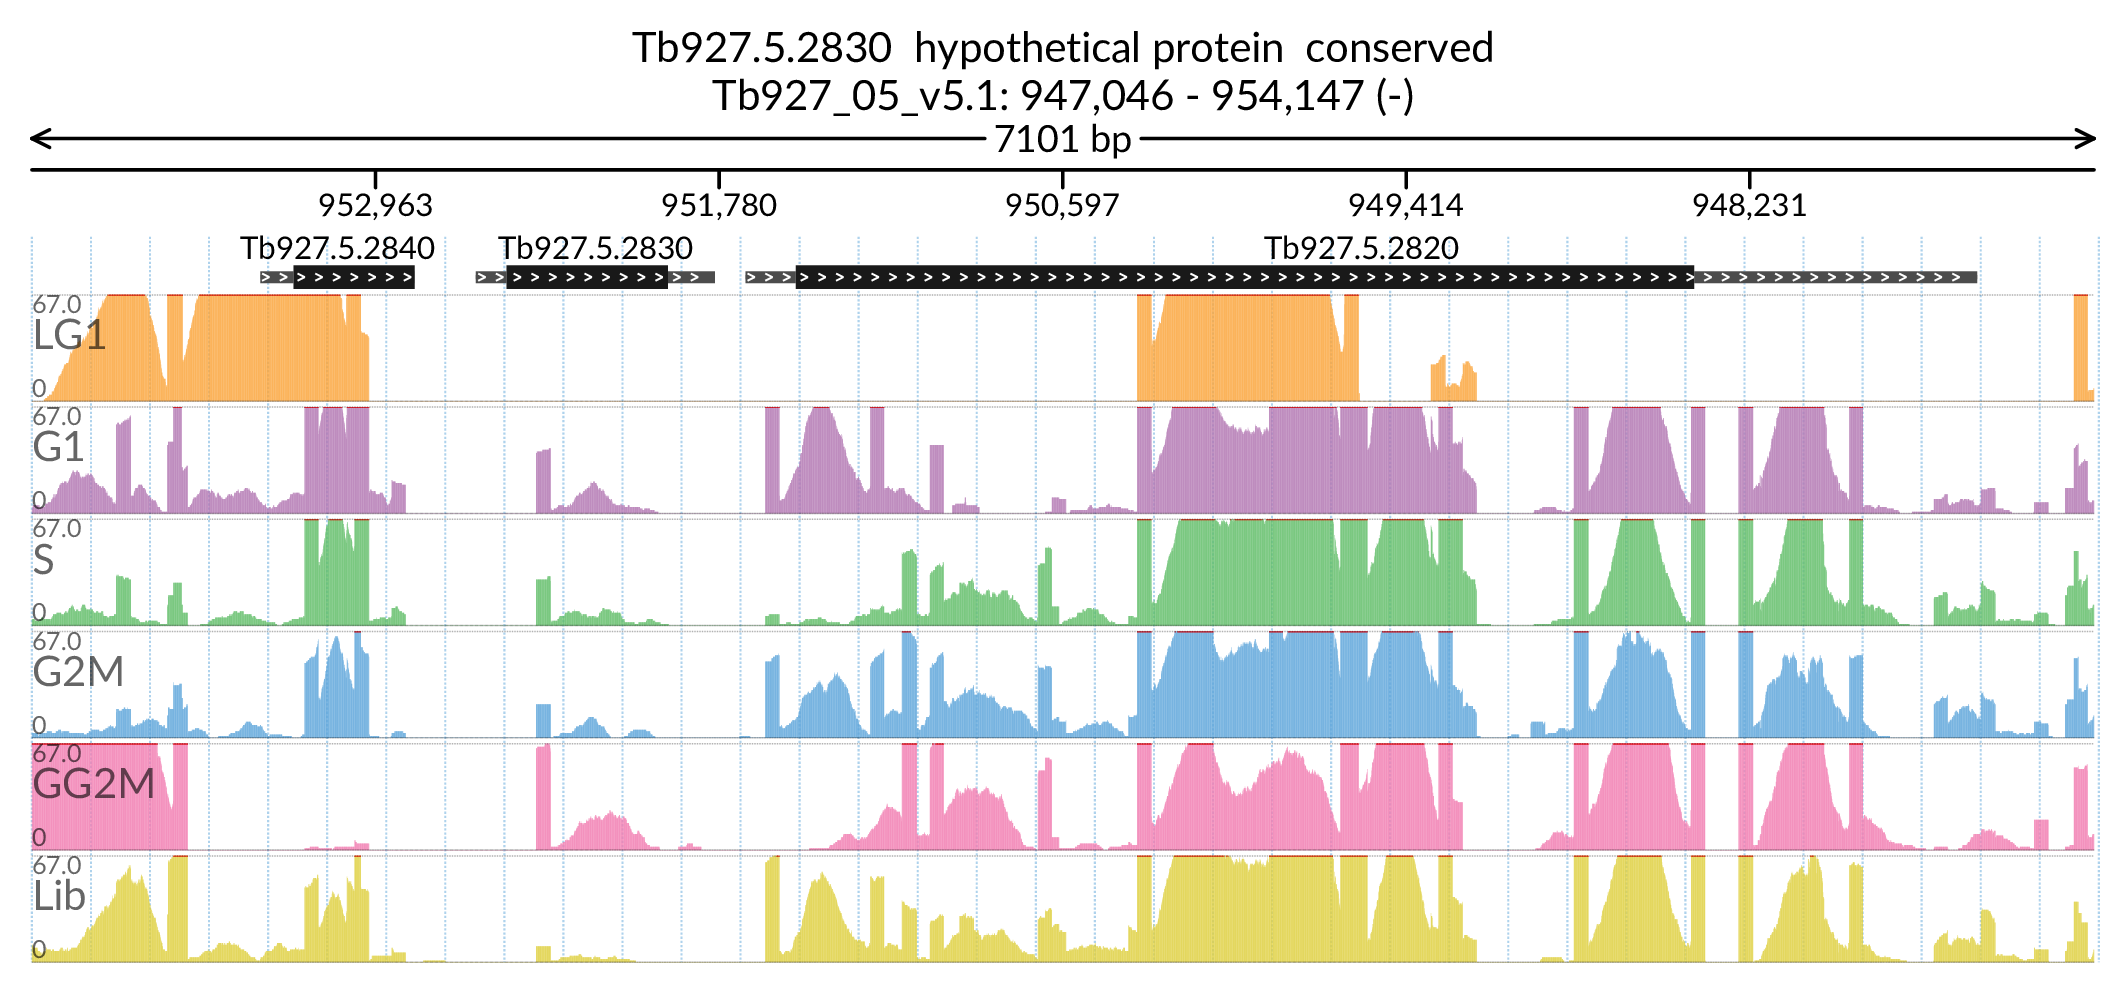 Tb927.5.2830 hypothetical protein conserved
Tb927_05_v5.1: 947,046 - 954,147 (-)
7101 bp
952,963 951,780 950,597 949,414 948,231
Tb927.5.2840 Tb927.5.2830 Tb927.5.2820
67.0
LG1
0
67.0
G1
0
67.0
S
0
67.0
G2M
0
67.0
GG2M
0
67.0
Lib
0